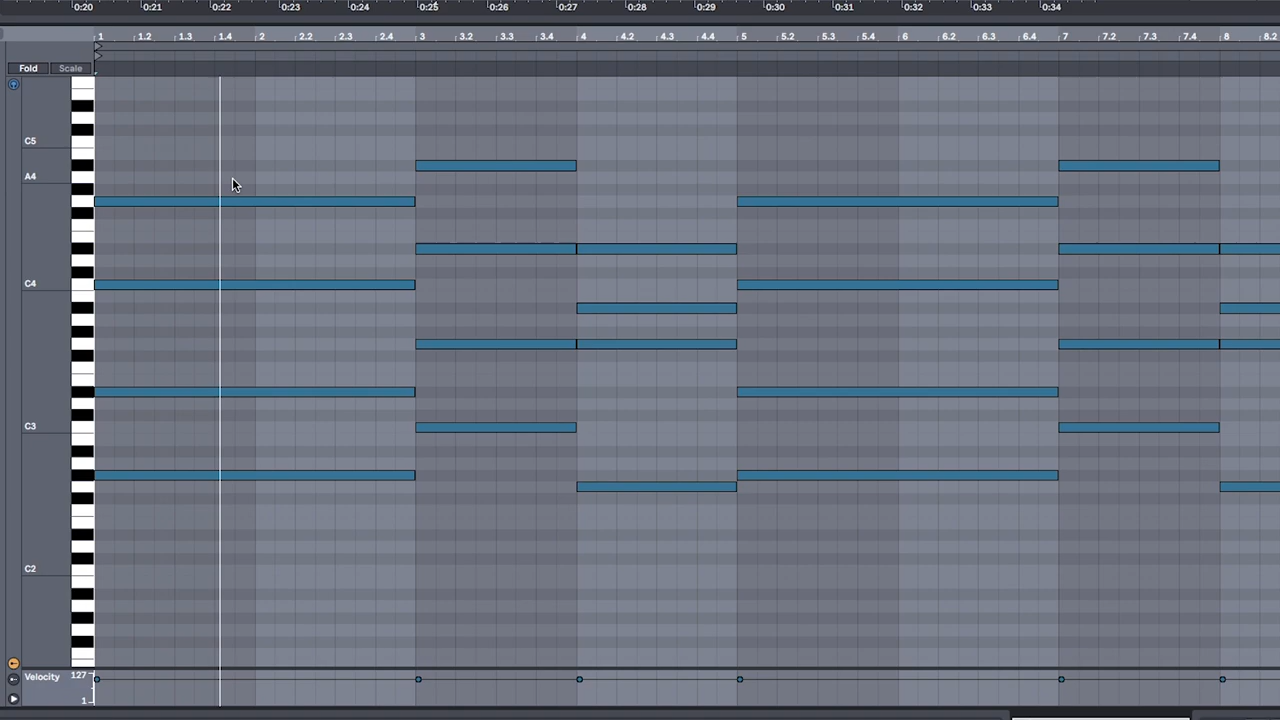 0:20 0:21 0:22 0:23 0:24 0:25 0:26 0:27 0:28 0:29 0:30 0:31 0:32 0:33 0:34
1 1.2 1.3 1.4 2 2.2 2.3 2.4 3 3.2 3.3 3.4 4 4.2 4.3 4.4 5 5.2 5.3 5.4 6 6.2 6.3 6.4 7 7.2 7.3 7.4 8 8.2
Fold Scale
C5
A4
C4
C3
C2
Velocity 127
1